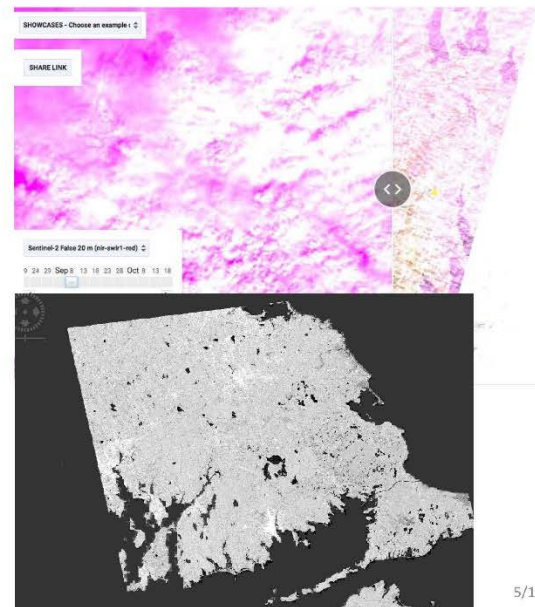 SHOWCASES - Choose an example
SHARE LINK
Sentinel-2 False 20 m (nir-swir1-red)
9 24 29 Sep 8 13 18 23 28 Oct 8 13 18
5/1